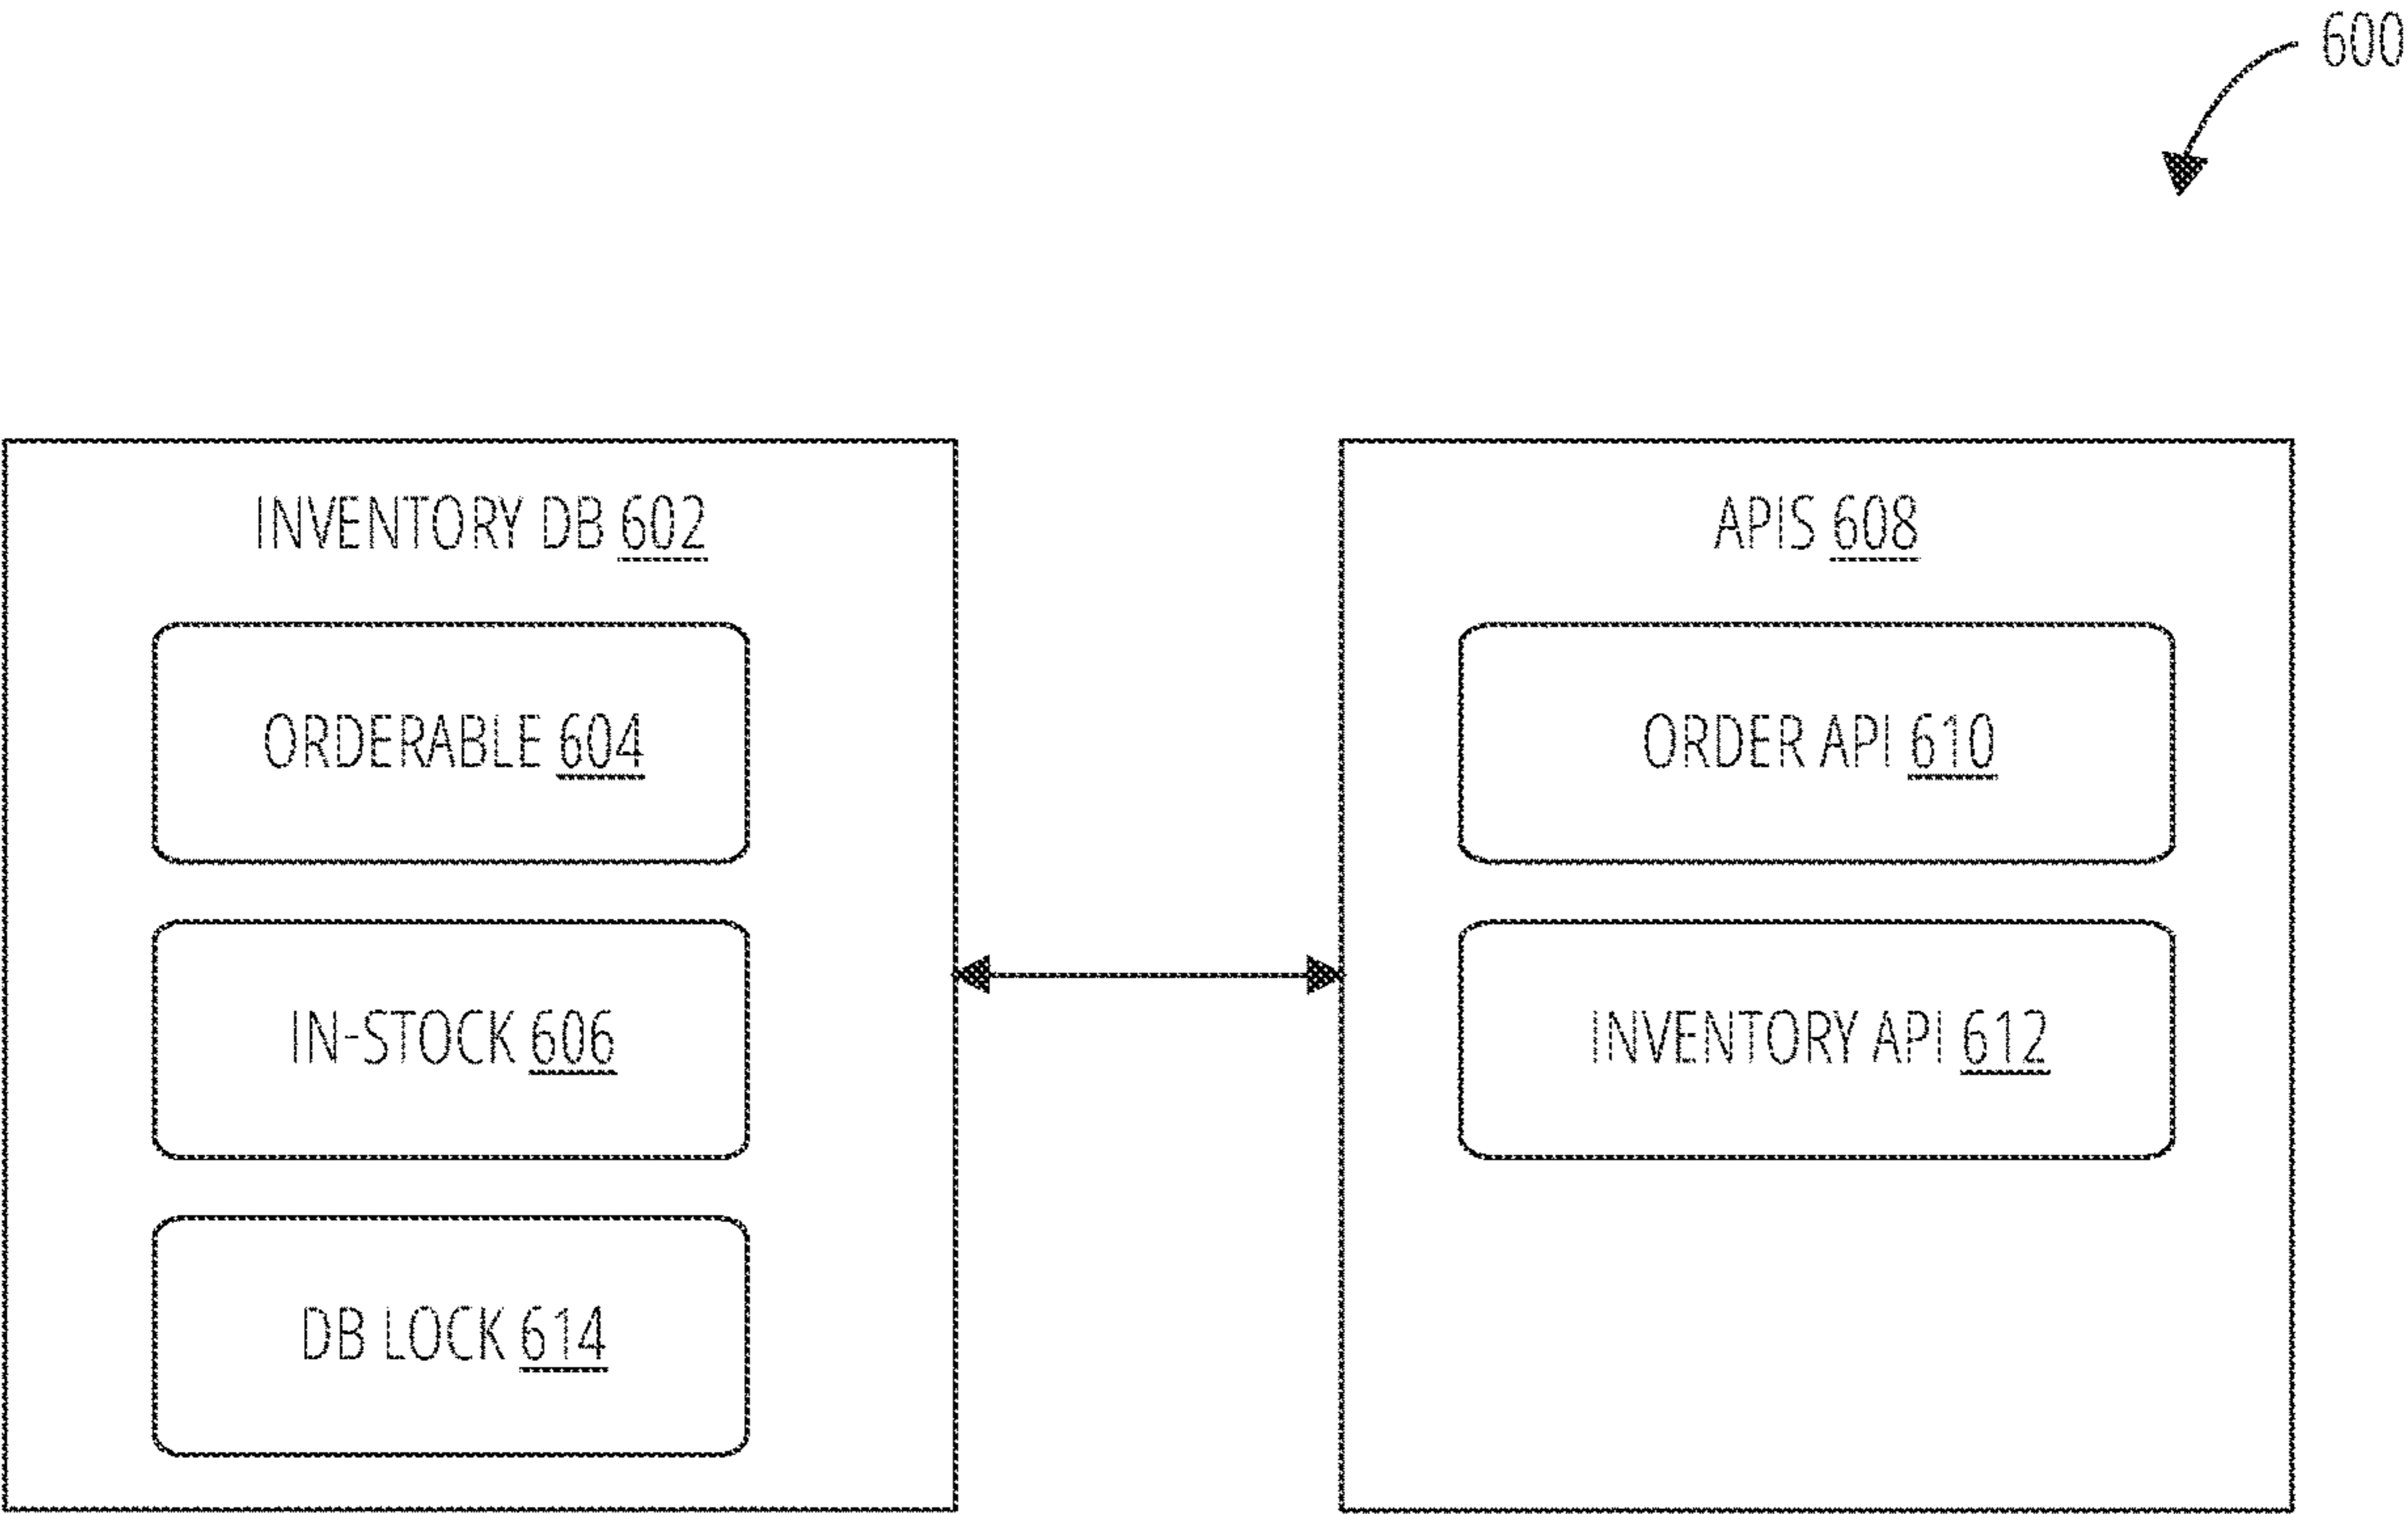 600
INVENTORY DB 602
ORDERABLE 604
IN-STOCK 606
DB LOCK 614
APIS 608
ORDER API 610
INVENTORY API 612